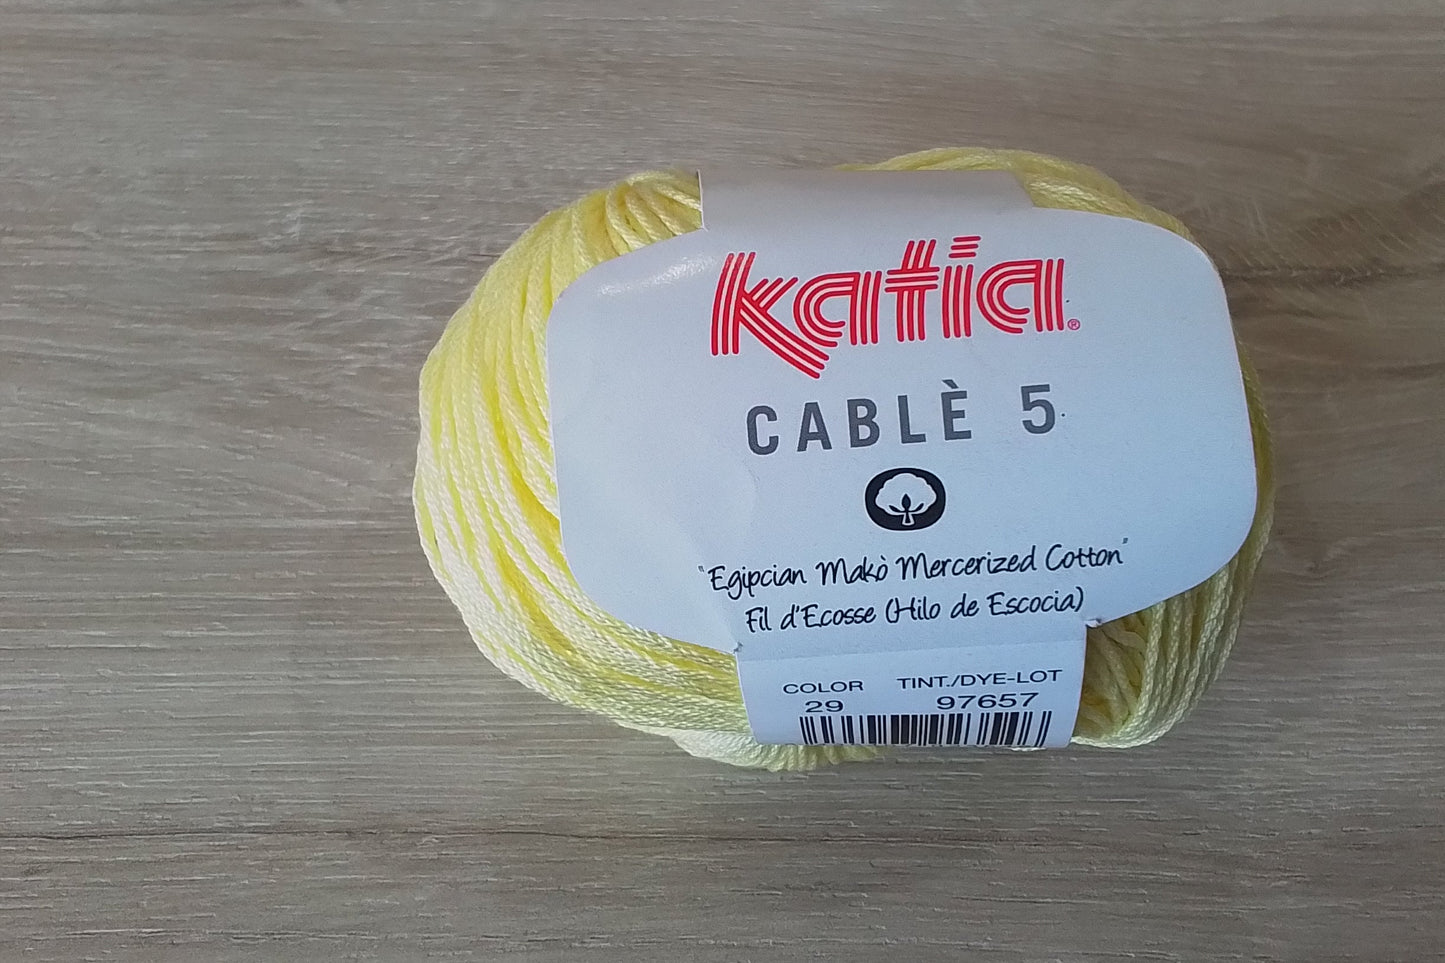 katia®
CABLÈ 5
"Egipcian Makò Mercerized Cotton"
Fil d'Ecosse (Hilo de Escocia)
COLOR TINT./DYE-LOT
29 97657